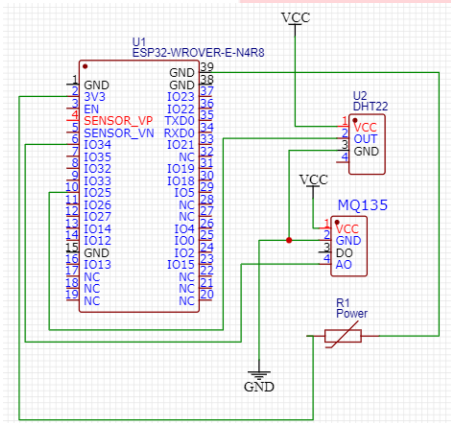 VCC
U1
ESP32-WROVER-E-N4R8
1 GND
2 3V3
3 EN
4 SENSOR_VP
5 SENSOR_VN
6 IO34
7 IO35
8 IO32
9 IO33
10 IO25
11 IO26
12 IO27
13 IO14
14 IO12
15 GND
16 IO13
17 NC
18 NC
19 NC
GND 39
GND 38
IO23 37
IO22 36
TXD0 35
RXD0 34
IO21 33
NC 32
IO19 31
IO18 30
IO5 29
NC 28
NC 27
IO4 26
IO0 25
IO2 24
IO15 23
NC 22
NC 21
NC 20
U2
DHT22
1 VCC
2 OUT
3 GND
4
VCC
MQ135
1 VCC
2 GND
3 DO
4 AO
R1
Power
GND